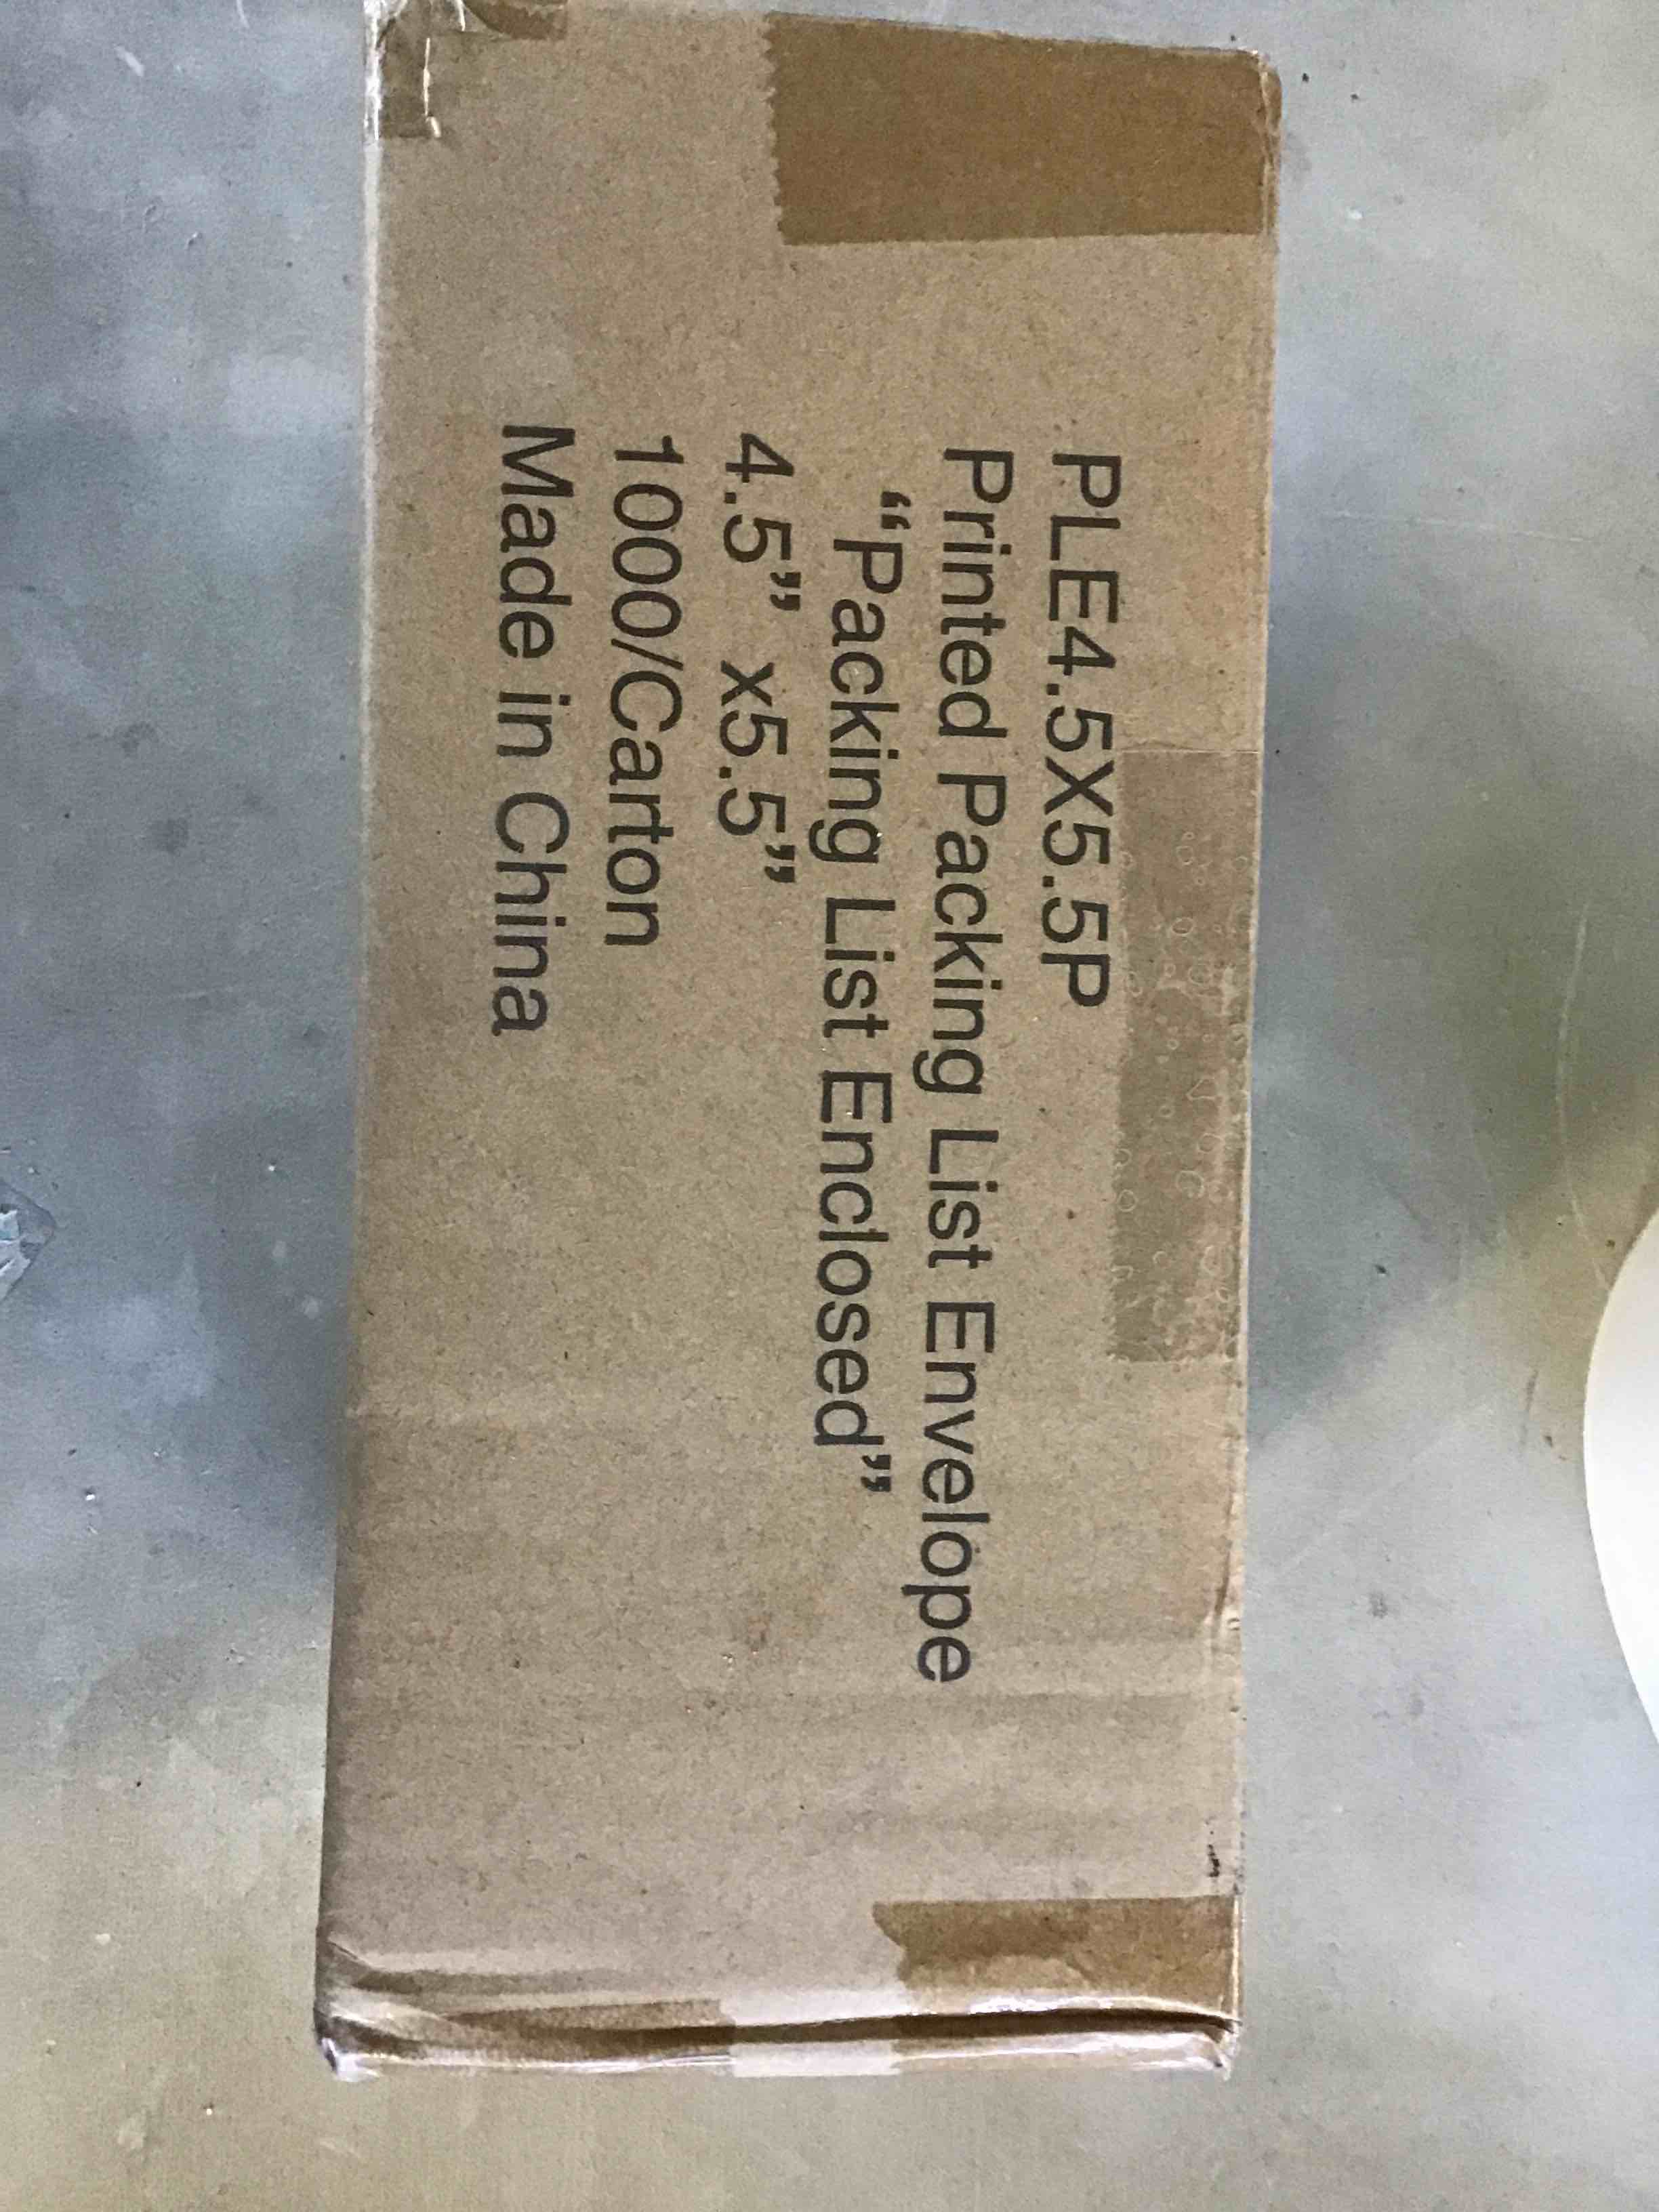 PLE4.5X5.5P
Printed Packing List Envelope
“Packing List Enclosed”
4.5” x5.5”
1000/Carton
Made in China